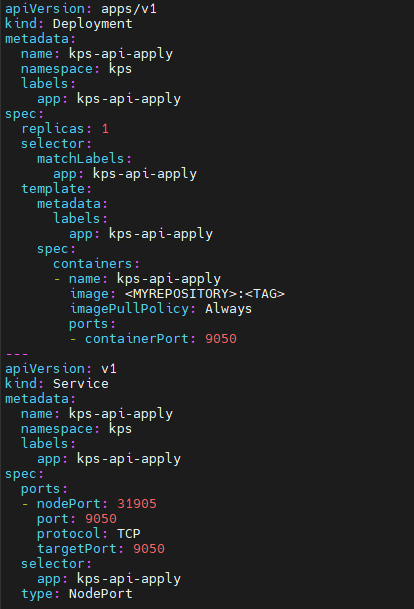 apiVersion: apps/v1
kind: Deployment
metadata:
  name: kps-api-apply
  namespace: kps
  labels:
    app: kps-api-apply
spec:
  replicas: 1
  selector:
    matchLabels:
      app: kps-api-apply
  template:
    metadata:
      labels:
        app: kps-api-apply
    spec:
      containers:
      - name: kps-api-apply
        image: <MYREPOSITORY>:<TAG>
        imagePullPolicy: Always
        ports:
        - containerPort: 9050
---
apiVersion: v1
kind: Service
metadata:
  name: kps-api-apply
  namespace: kps
  labels:
    app: kps-api-apply
spec:
  ports:
  - nodePort: 31905
    port: 9050
    protocol: TCP
    targetPort: 9050
  selector:
    app: kps-api-apply
  type: NodePort